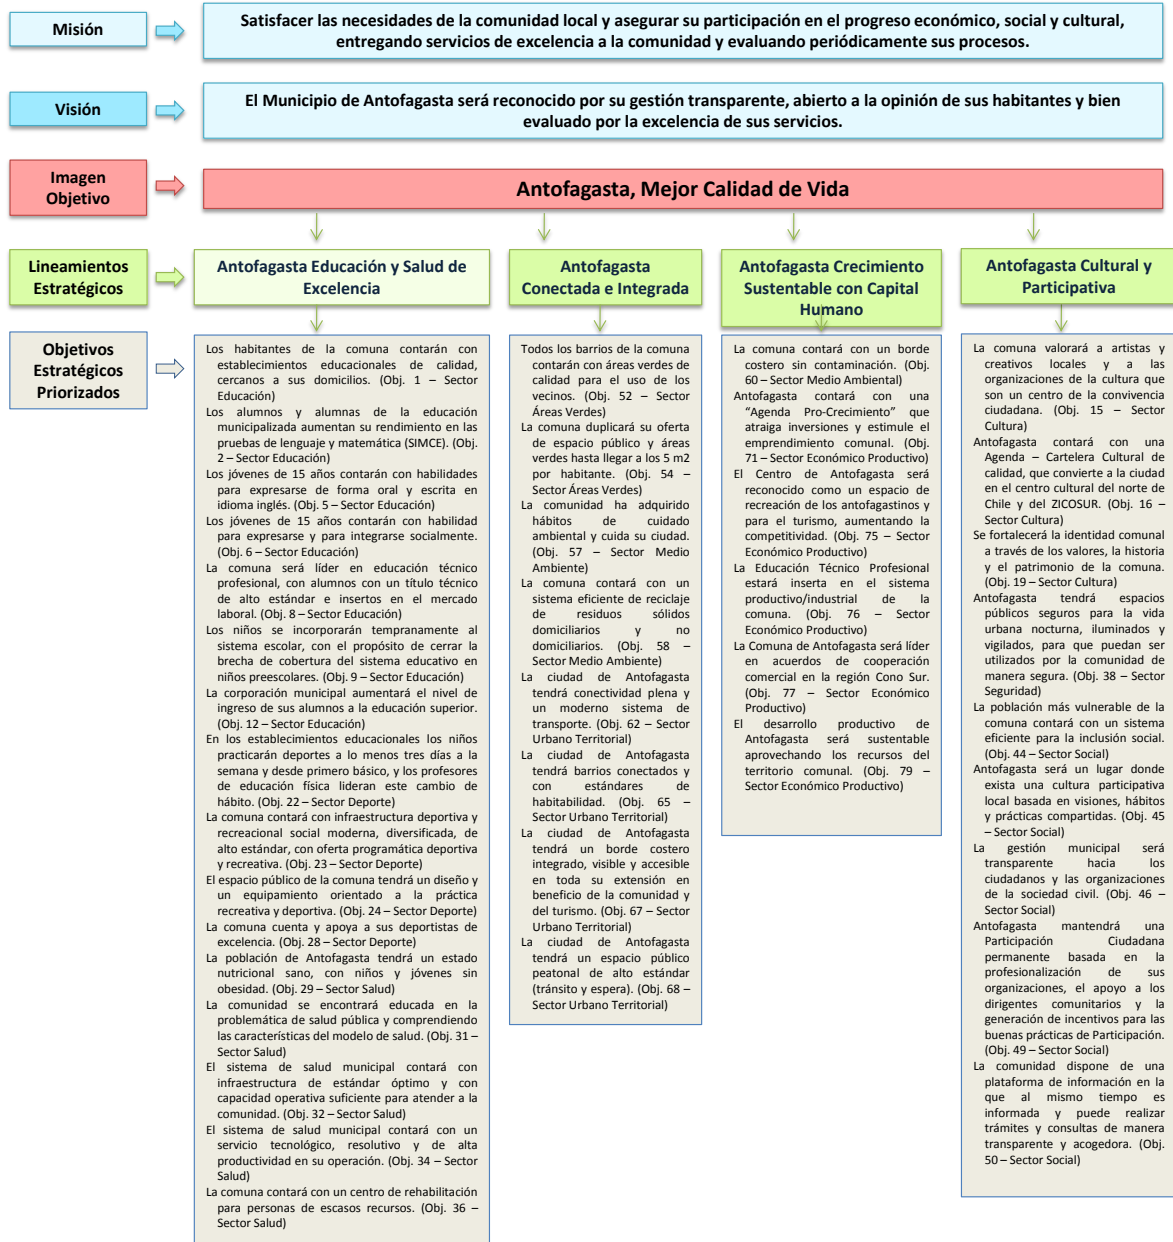 Misión
Satisfacer las necesidades de la comunidad local y asegurar su participación en el progreso económico, social y cultural,
entregando servicios de excelencia a la comunidad y evaluando periódicamente sus procesos.
Visión
El Municipio de Antofagasta será reconocido por su gestión transparente, abierto a la opinión de sus habitantes y bien
evaluado por la excelencia de sus servicios.
Imagen
Objetivo
Antofagasta, Mejor Calidad de Vida
Lineamientos
Estratégicos
Antofagasta Educación y Salud de
Excelencia
Antofagasta
Conectada e Integrada
Antofagasta Crecimiento
Sustentable con Capital
Humano
Antofagasta Cultural y
Participativa
Objetivos
Estratégicos
Priorizados
Los habitantes de la comuna contarán con
establecimientos educacionales de calidad,
cercanos a sus domicilios. (Obj. 1 – Sector
Educación)
Los alumnos y alumnas de la educación
municipalizada aumentan su rendimiento en las
pruebas de lenguaje y matemática (SIMCE). (Obj.
2 – Sector Educación)
Los jóvenes de 15 años contarán con habilidades
para expresarse de forma oral y escrita en
idioma inglés. (Obj. 5 – Sector Educación)
Los jóvenes de 15 años contarán con habilidad
para expresarse y para integrarse socialmente.
(Obj. 6 – Sector Educación)
La comuna será líder en educación técnico
profesional, con alumnos con un título técnico
de alto estándar e insertos en el mercado
laboral. (Obj. 8 – Sector Educación)
Los niños se incorporarán tempranamente al
sistema escolar, con el propósito de cerrar la
brecha de cobertura del sistema educativo en
niños preescolares. (Obj. 9 – Sector Educación)
La corporación municipal aumentará el nivel de
ingreso de sus alumnos a la educación superior.
(Obj. 12 – Sector Educación)
En los establecimientos educacionales los niños
practicarán deportes a lo menos tres días a la
semana y desde primero básico, y los profesores
de educación física lideran este cambio de
hábito. (Obj. 22 – Sector Deporte)
La comuna contará con infraestructura deportiva y
recreacional social moderna, diversificada, de
alto estándar, con oferta programática deportiva
y recreativa. (Obj. 23 – Sector Deporte)
El espacio público de la comuna tendrá un diseño y
un equipamiento orientado a la práctica
recreativa y deportiva. (Obj. 24 – Sector Deporte)
La comuna cuenta y apoya a sus deportistas de
excelencia. (Obj. 28 – Sector Deporte)
La población de Antofagasta tendrá un estado
nutricional sano, con niños y jóvenes sin
obesidad. (Obj. 29 – Sector Salud)
La comunidad se encontrará educada en la
problemática de salud pública y comprendiendo
las características del modelo de salud. (Obj. 31 –
Sector Salud)
El sistema de salud municipal contará con
infraestructura de estándar óptimo y con
capacidad operativa suficiente para atender a la
comunidad. (Obj. 32 – Sector Salud)
El sistema de salud municipal contará con un
servicio tecnológico, resolutivo y de alta
productividad en su operación. (Obj. 34 – Sector
Salud)
La comuna contará con un centro de rehabilitación
para personas de escasos recursos. (Obj. 36 –
Sector Salud)
Todos los barrios de la comuna
contarán con áreas verdes de
calidad para el uso de los
vecinos. (Obj. 52 – Sector
Áreas Verdes)
La comuna duplicará su oferta
de espacio público y áreas
verdes hasta llegar a los 5 m2
por habitante. (Obj. 54 –
Sector Áreas Verdes)
La comunidad ha adquirido
hábitos de cuidado
ambiental y cuida su ciudad.
(Obj. 57 – Sector Medio
Ambiente)
La comuna contará con un
sistema eficiente de reciclaje
de residuos sólidos
domiciliarios y no
domiciliarios. (Obj. 58 –
Sector Medio Ambiente)
La ciudad de Antofagasta
tendrá conectividad plena y
un moderno sistema de
transporte. (Obj. 62 – Sector
Urbano Territorial)
La ciudad de Antofagasta
tendrá barrios conectados y
con estándares de
habitabilidad. (Obj. 65 –
Sector Urbano Territorial)
La ciudad de Antofagasta
tendrá un borde costero
integrado, visible y accesible
en toda su extensión en
beneficio de la comunidad y
del turismo. (Obj. 67 – Sector
Urbano Territorial)
La ciudad de Antofagasta
tendrá un espacio público
peatonal de alto estándar
(tránsito y espera). (Obj. 68 –
Sector Urbano Territorial)
La comuna contará con un borde
costero sin contaminación. (Obj.
60 – Sector Medio Ambiental)
Antofagasta contará con una
“Agenda Pro-Crecimiento” que
atraiga inversiones y estimule el
emprendimiento comunal. (Obj.
71 – Sector Económico Productivo)
El Centro de Antofagasta será
reconocido como un espacio de
recreación de los antofagastinos y
para el turismo, aumentando la
competitividad. (Obj. 75 – Sector
Económico Productivo)
La Educación Técnico Profesional
estará inserta en el sistema
productivo/industrial de la
comuna. (Obj. 76 – Sector
Económico Productivo)
La Comuna de Antofagasta será líder
en acuerdos de cooperación
comercial en la región Cono Sur.
(Obj. 77 – Sector Económico
Productivo)
El desarrollo productivo de
Antofagasta será sustentable
aprovechando los recursos del
territorio comunal. (Obj. 79 –
Sector Económico Productivo)
La comuna valorará a artistas y
creativos locales y a las
organizaciones de la cultura que
son un centro de la convivencia
ciudadana. (Obj. 15 – Sector
Cultura)
Antofagasta contará con una
Agenda – Cartelera Cultural de
calidad, que convierte a la ciudad
en el centro cultural del norte de
Chile y del ZICOSUR. (Obj. 16 –
Sector Cultura)
Se fortalecerá la identidad comunal
a través de los valores, la historia
y el patrimonio de la comuna.
(Obj. 19 – Sector Cultura)
Antofagasta tendrá espacios
públicos seguros para la vida
urbana nocturna, iluminados y
vigilados, para que puedan ser
utilizados por la comunidad de
manera segura. (Obj. 38 – Sector
Seguridad)
La población más vulnerable de la
comuna contará con un sistema
eficiente para la inclusión social.
(Obj. 44 – Sector Social)
Antofagasta será un lugar donde
exista una cultura participativa
local basada en visiones, hábitos
y prácticas compartidas. (Obj. 45
– Sector Social)
La gestión municipal será
transparente hacia los
ciudadanos y las organizaciones
de la sociedad civil. (Obj. 46 –
Sector Social)
Antofagasta mantendrá una
Participación Ciudadana
permanente basada en la
profesionalización de sus
organizaciones, el apoyo a los
dirigentes comunitarios y la
generación de incentivos para las
buenas prácticas de Participación.
(Obj. 49 – Sector Social)
La comunidad dispone de una
plataforma de información en la
que al mismo tiempo es
informada y puede realizar
trámites y consultas de manera
transparente y acogedora. (Obj.
50 – Sector Social)